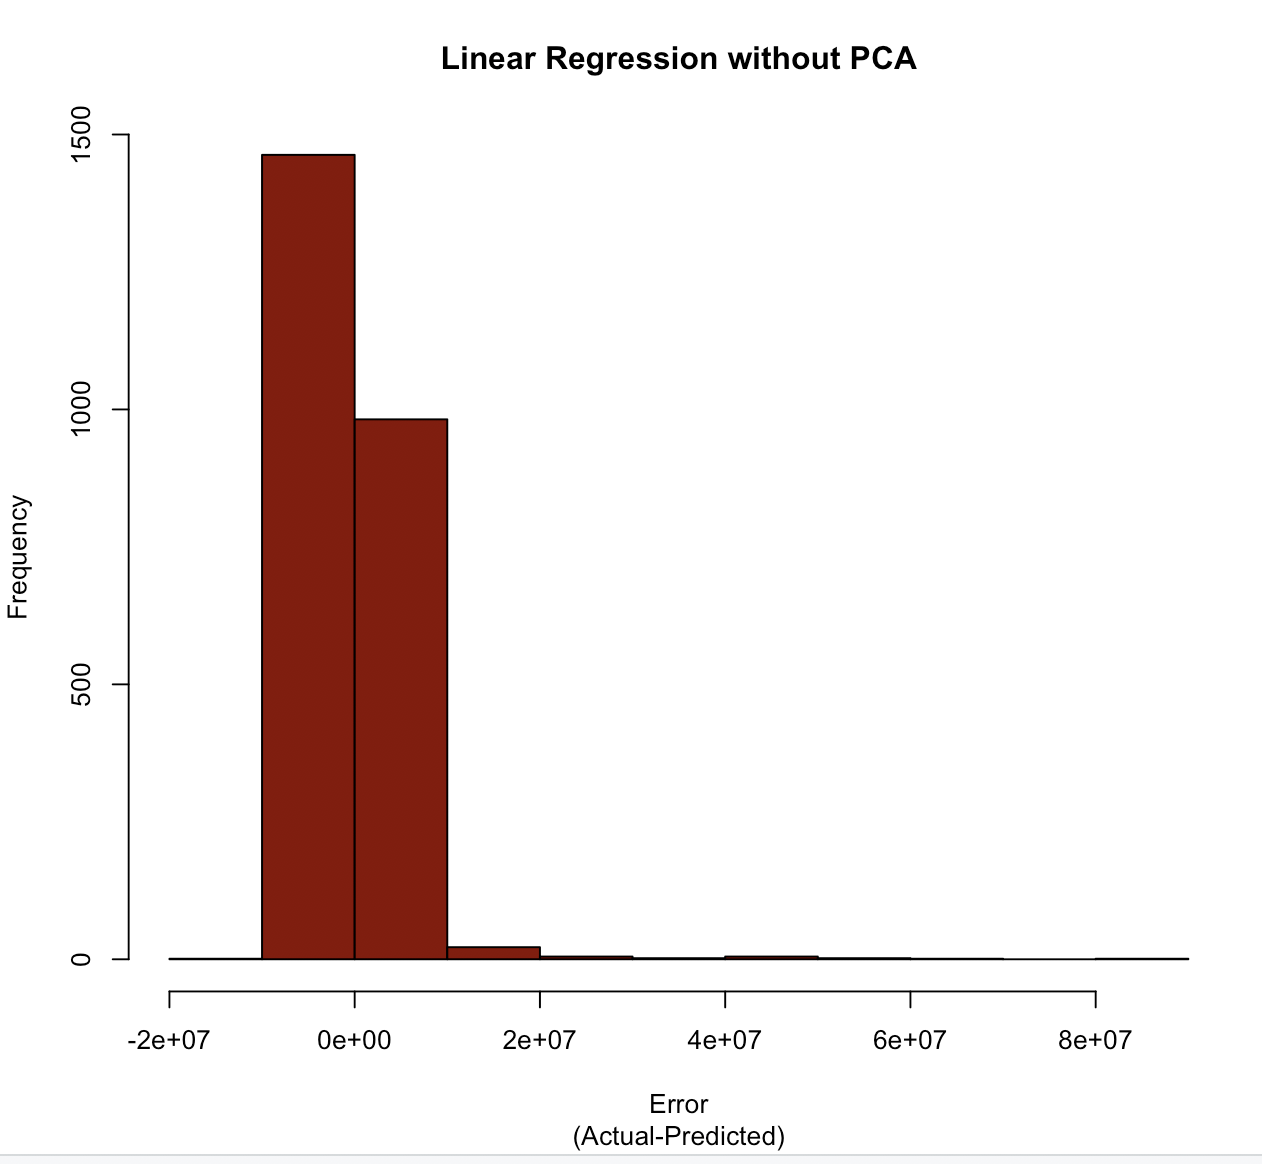 Linear Regression without PCA
1500
1000
500
0
Frequency
-2e+07 0e+00 2e+07 4e+07 6e+07 8e+07
Error
(Actual-Predicted)